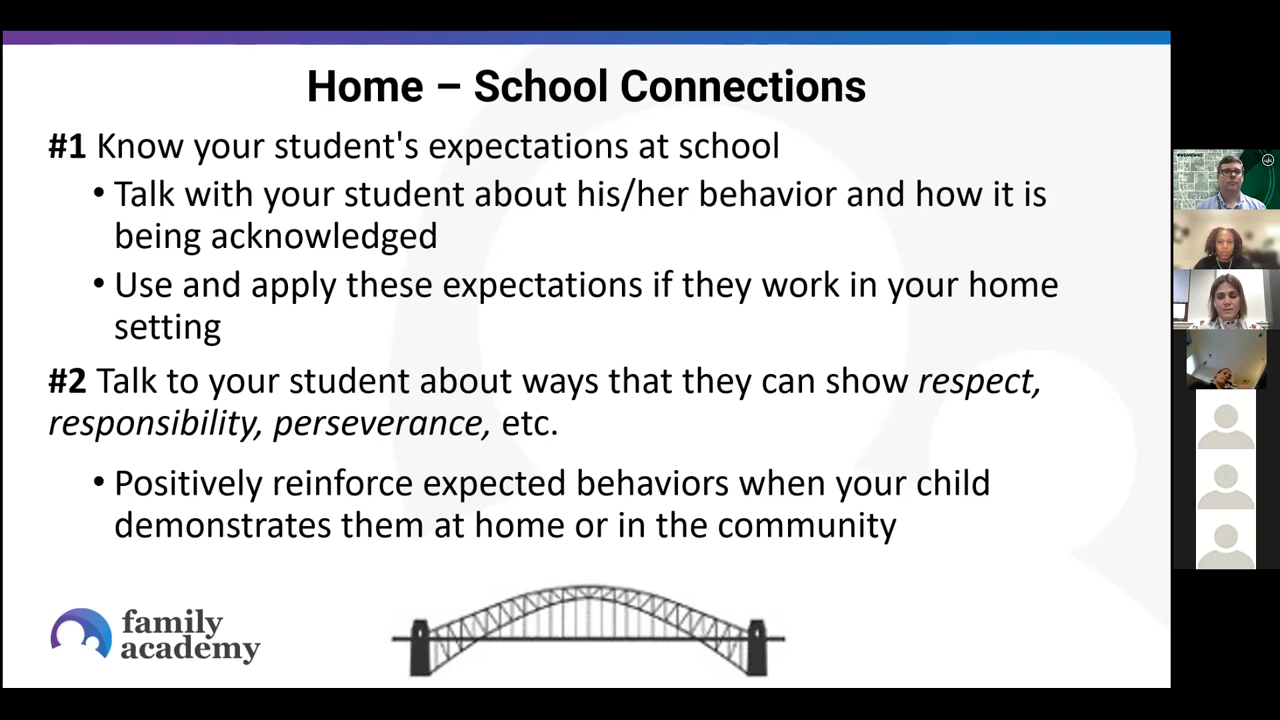 Home – School Connections
#1 Know your student's expectations at school
• Talk with your student about his/her behavior and how it is
being acknowledged
• Use and apply these expectations if they work in your home
setting
#2 Talk to your student about ways that they can show respect,
responsibility, perseverance, etc.
• Positively reinforce expected behaviors when your child
demonstrates them at home or in the community
family
academy